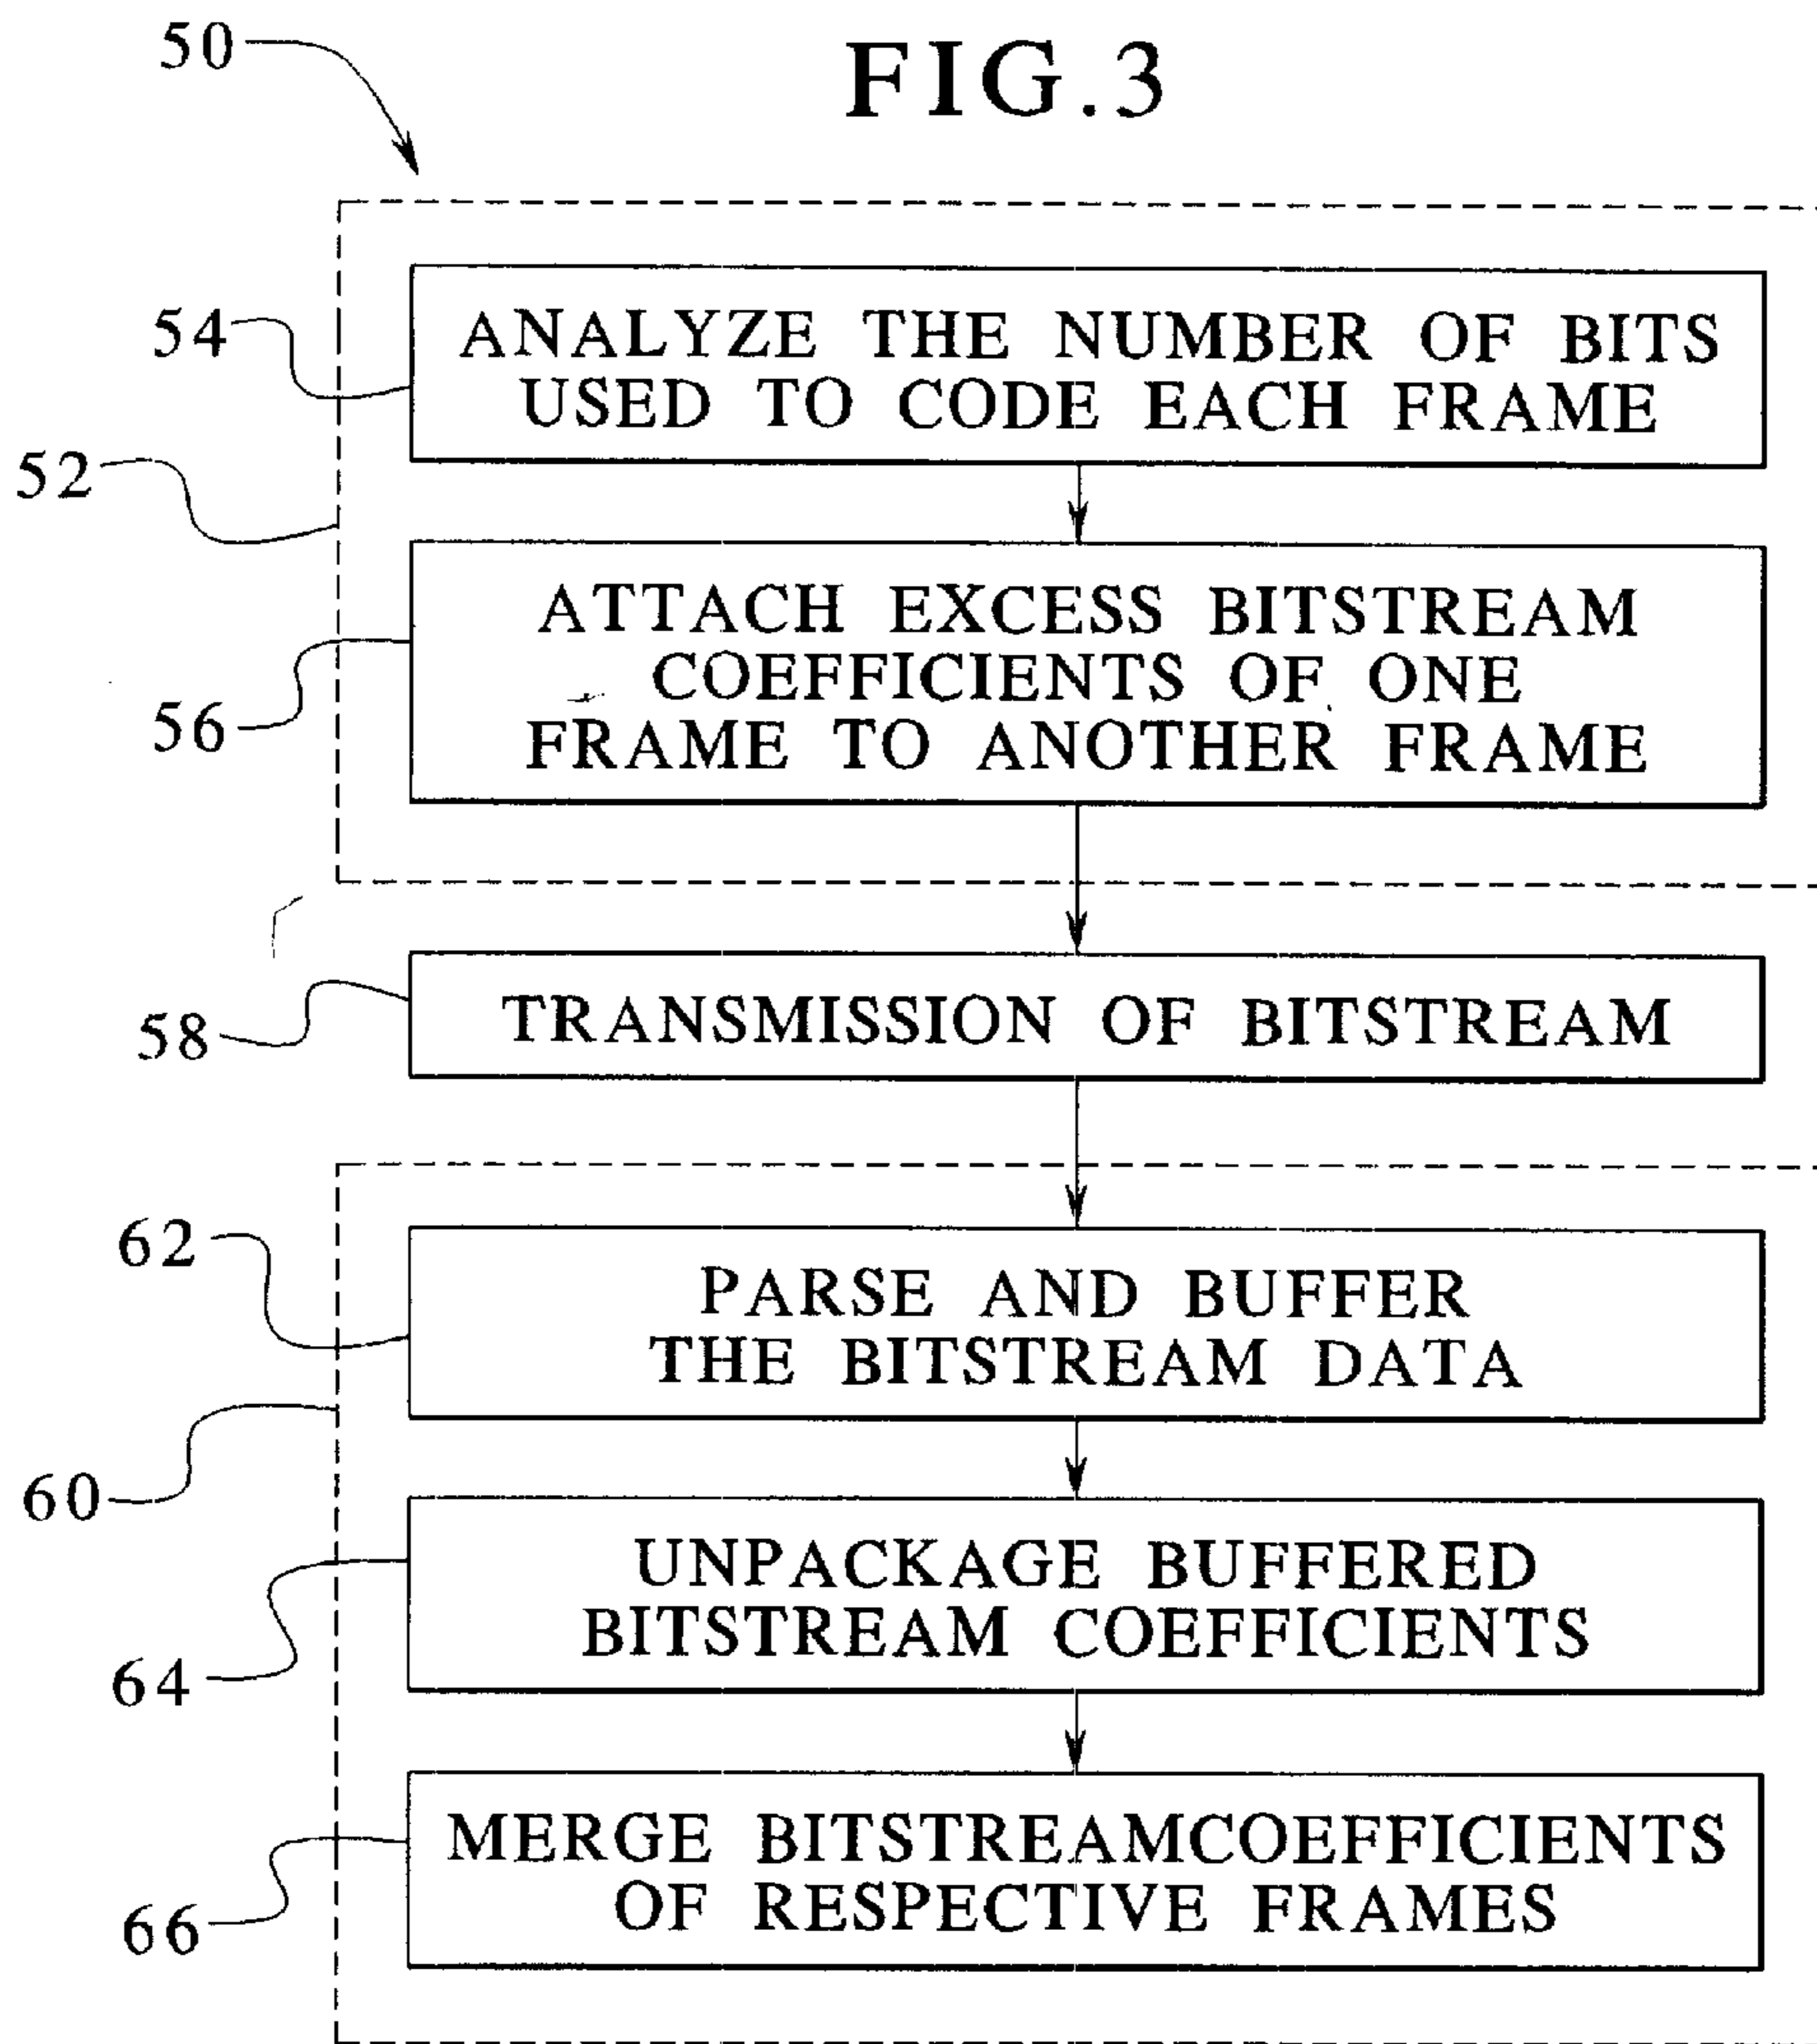 50
FIG.3
54
ANALYZE THE NUMBER OF BITS
USED TO CODE EACH FRAME
52
56
ATTACH EXCESS BITSTREAM
COEFFICIENTS OF ONE
FRAME TO ANOTHER FRAME
58
TRANSMISSION OF BITSTREAM
62
PARSE AND BUFFER
THE BITSTREAM DATA
60
64
UNPACKAGE BUFFERED
BITSTREAM COEFFICIENTS
66
MERGE BITSTREAMCOEFFICIENTS
OF RESPECTIVE FRAMES